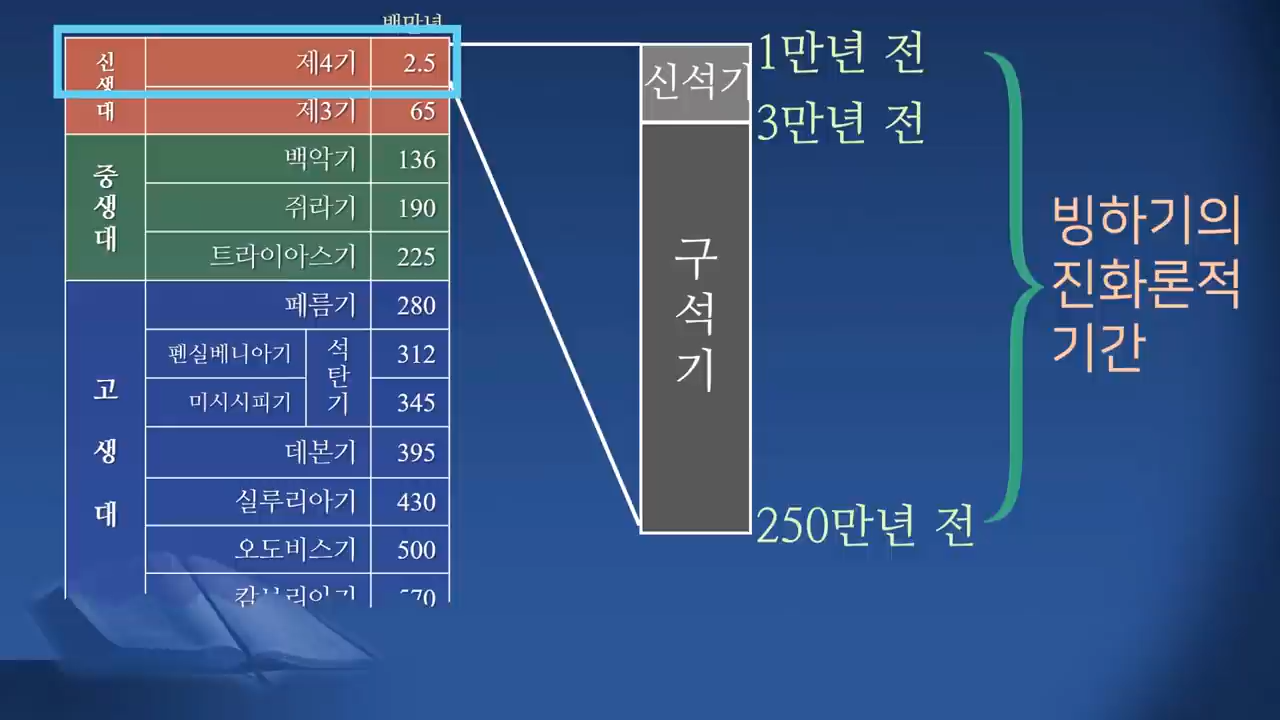 백만년
신생대
제4기 2.5
제3기 65
중생대
백악기 136
쥐라기 190
트라이아스기 225
고생대
페름기 280
석탄기
펜실베니아기 312
미시시피기 345
데본기 395
실루리아기 430
오도비스기 500
신석기
구석기
1만년 전
3만년 전
250만년 전
빙하기의
진화론적
기간